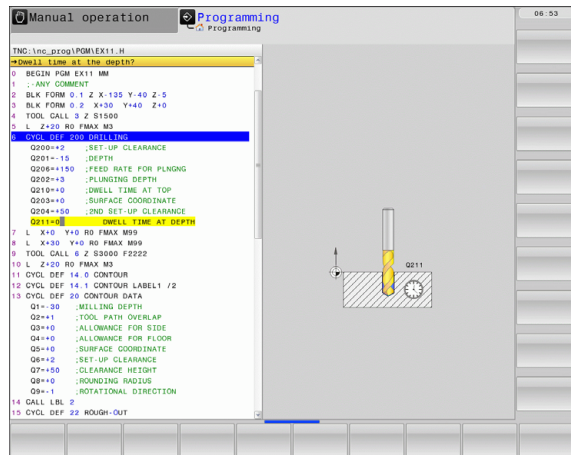 Manual operation
Programming
Programming
06:53
TNC:\nc_prog\PGM\EX11.H
→Dwell time at the depth?
0 BEGIN PGM EX11 MM
1 ;-ANY COMMENT
2 BLK FORM 0.1 Z X-135 Y-40 Z-5
3 BLK FORM 0.2 X+30 Y+40 Z+0
4 TOOL CALL 3 Z S1500
5 L Z+20 R0 FMAX M3
6 CYCL DEF 200 DRILLING
Q200=+2 ;SET-UP CLEARANCE
Q201=-15 ;DEPTH
Q206=+150 ;FEED RATE FOR PLNGNG
Q202=+3 ;PLUNGING DEPTH
Q210=+0 ;DWELL TIME AT TOP
Q203=+0 ;SURFACE COORDINATE
Q204=+50 ;2ND SET-UP CLEARANCE
Q211=0 DWELL TIME AT DEPTH
7 L X+0 Y+0 R0 FMAX M99
8 L X+30 Y+0 R0 FMAX M99
9 TOOL CALL 6 Z S3000 F2222
10 L Z+20 R0 FMAX M3
11 CYCL DEF 14.0 CONTOUR
12 CYCL DEF 14.1 CONTOUR LABEL1 /2
13 CYCL DEF 20 CONTOUR DATA
Q1=-30 ;MILLING DEPTH
Q2=+1 ;TOOL PATH OVERLAP
Q3=+0 ;ALLOWANCE FOR SIDE
Q4=+0 ;ALLOWANCE FOR FLOOR
Q5=+0 ;SURFACE COORDINATE
Q6=+2 ;SET-UP CLEARANCE
Q7=+50 ;CLEARANCE HEIGHT
Q8=+0 ;ROUNDING RADIUS
Q9=-1 ;ROTATIONAL DIRECTION
14 CALL LBL 2
15 CYCL DEF 22 ROUGH-OUT
Q211